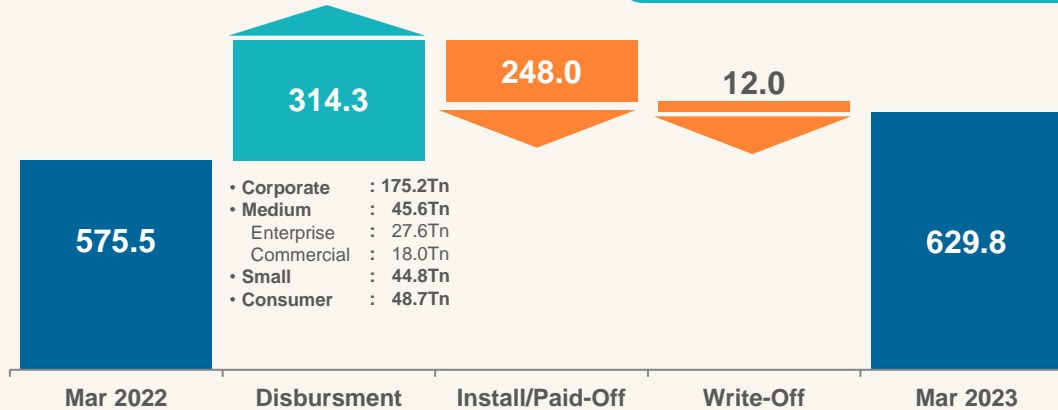 314.3
248.0
12.0
575.5
629.8
• Corporate : 175.2Tn
• Medium : 45.6Tn
Enterprise : 27.6Tn
Commercial : 18.0Tn
• Small : 44.8Tn
• Consumer : 48.7Tn
Mar 2022 Disbursment Install/Paid-Off Write-Off Mar 2023